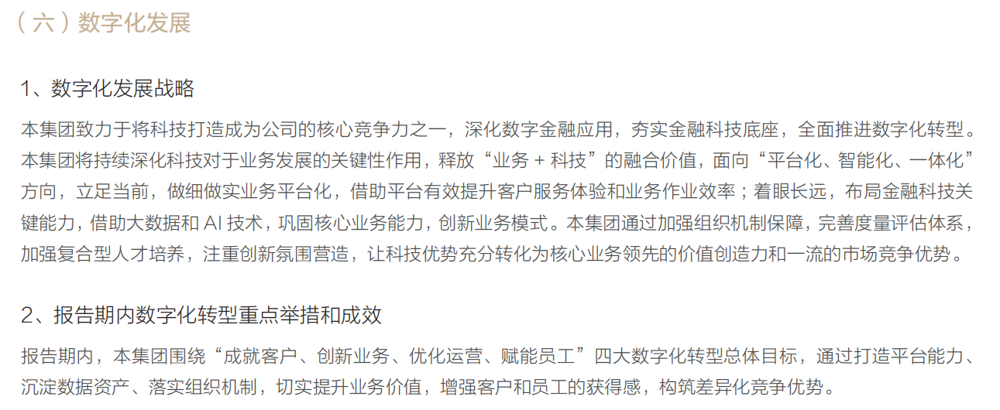 （六）数字化发展
1、数字化发展战略
本集团致力于将科技打造成为公司的核心竞争力之一，深化数字金融应用，夯实金融科技底座，全面推进数字化转型。
本集团将持续深化科技对于业务发展的关键性作用，释放“业务 + 科技”的融合价值，面向“平台化、智能化、一体化”
方向，立足当前，做细做实业务平台化，借助平台有效提升客户服务体验和业务作业效率；着眼长远，布局金融科技关
键能力，借助大数据和 AI 技术，巩固核心业务能力，创新业务模式。本集团通过加强组织机制保障，完善度量评估体系，
加强复合型人才培养，注重创新氛围营造，让科技优势充分转化为核心业务领先的价值创造力和一流的市场竞争优势。
2、报告期内数字化转型重点举措和成效
报告期内，本集团围绕“成就客户、创新业务、优化运营、赋能员工”四大数字化转型总体目标，通过打造平台能力、
沉淀数据资产、落实组织机制，切实提升业务价值，增强客户和员工的获得感，构筑差异化竞争优势。